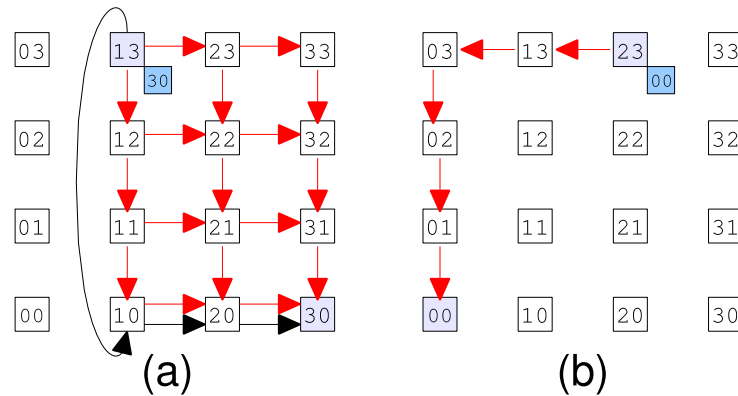 03 13 23 33 03 13 23 33
30 00
02 12 22 32 02 12 22 32
01 11 21 31 01 11 21 31
00 10 20 30 00 10 20 30
(a) (b)